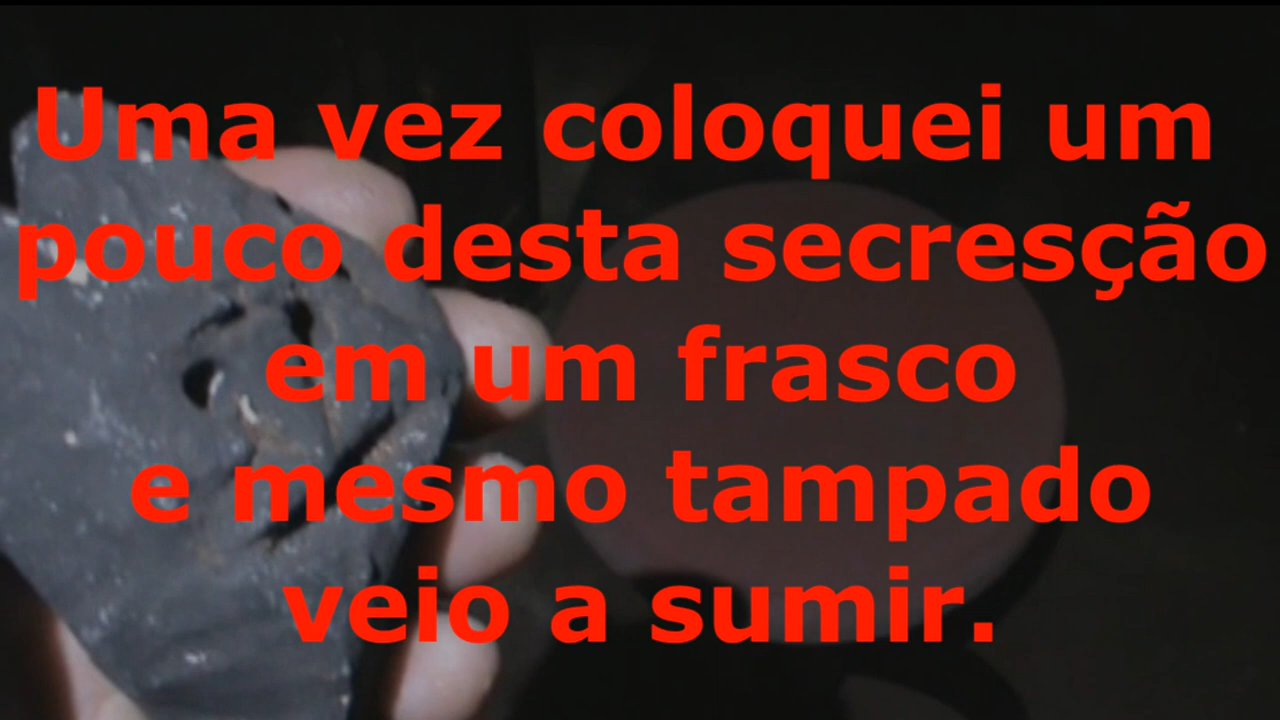 Uma vez coloquei um
pouco desta secresção
em um frasco
e mesmo tampado
veio a sumir.